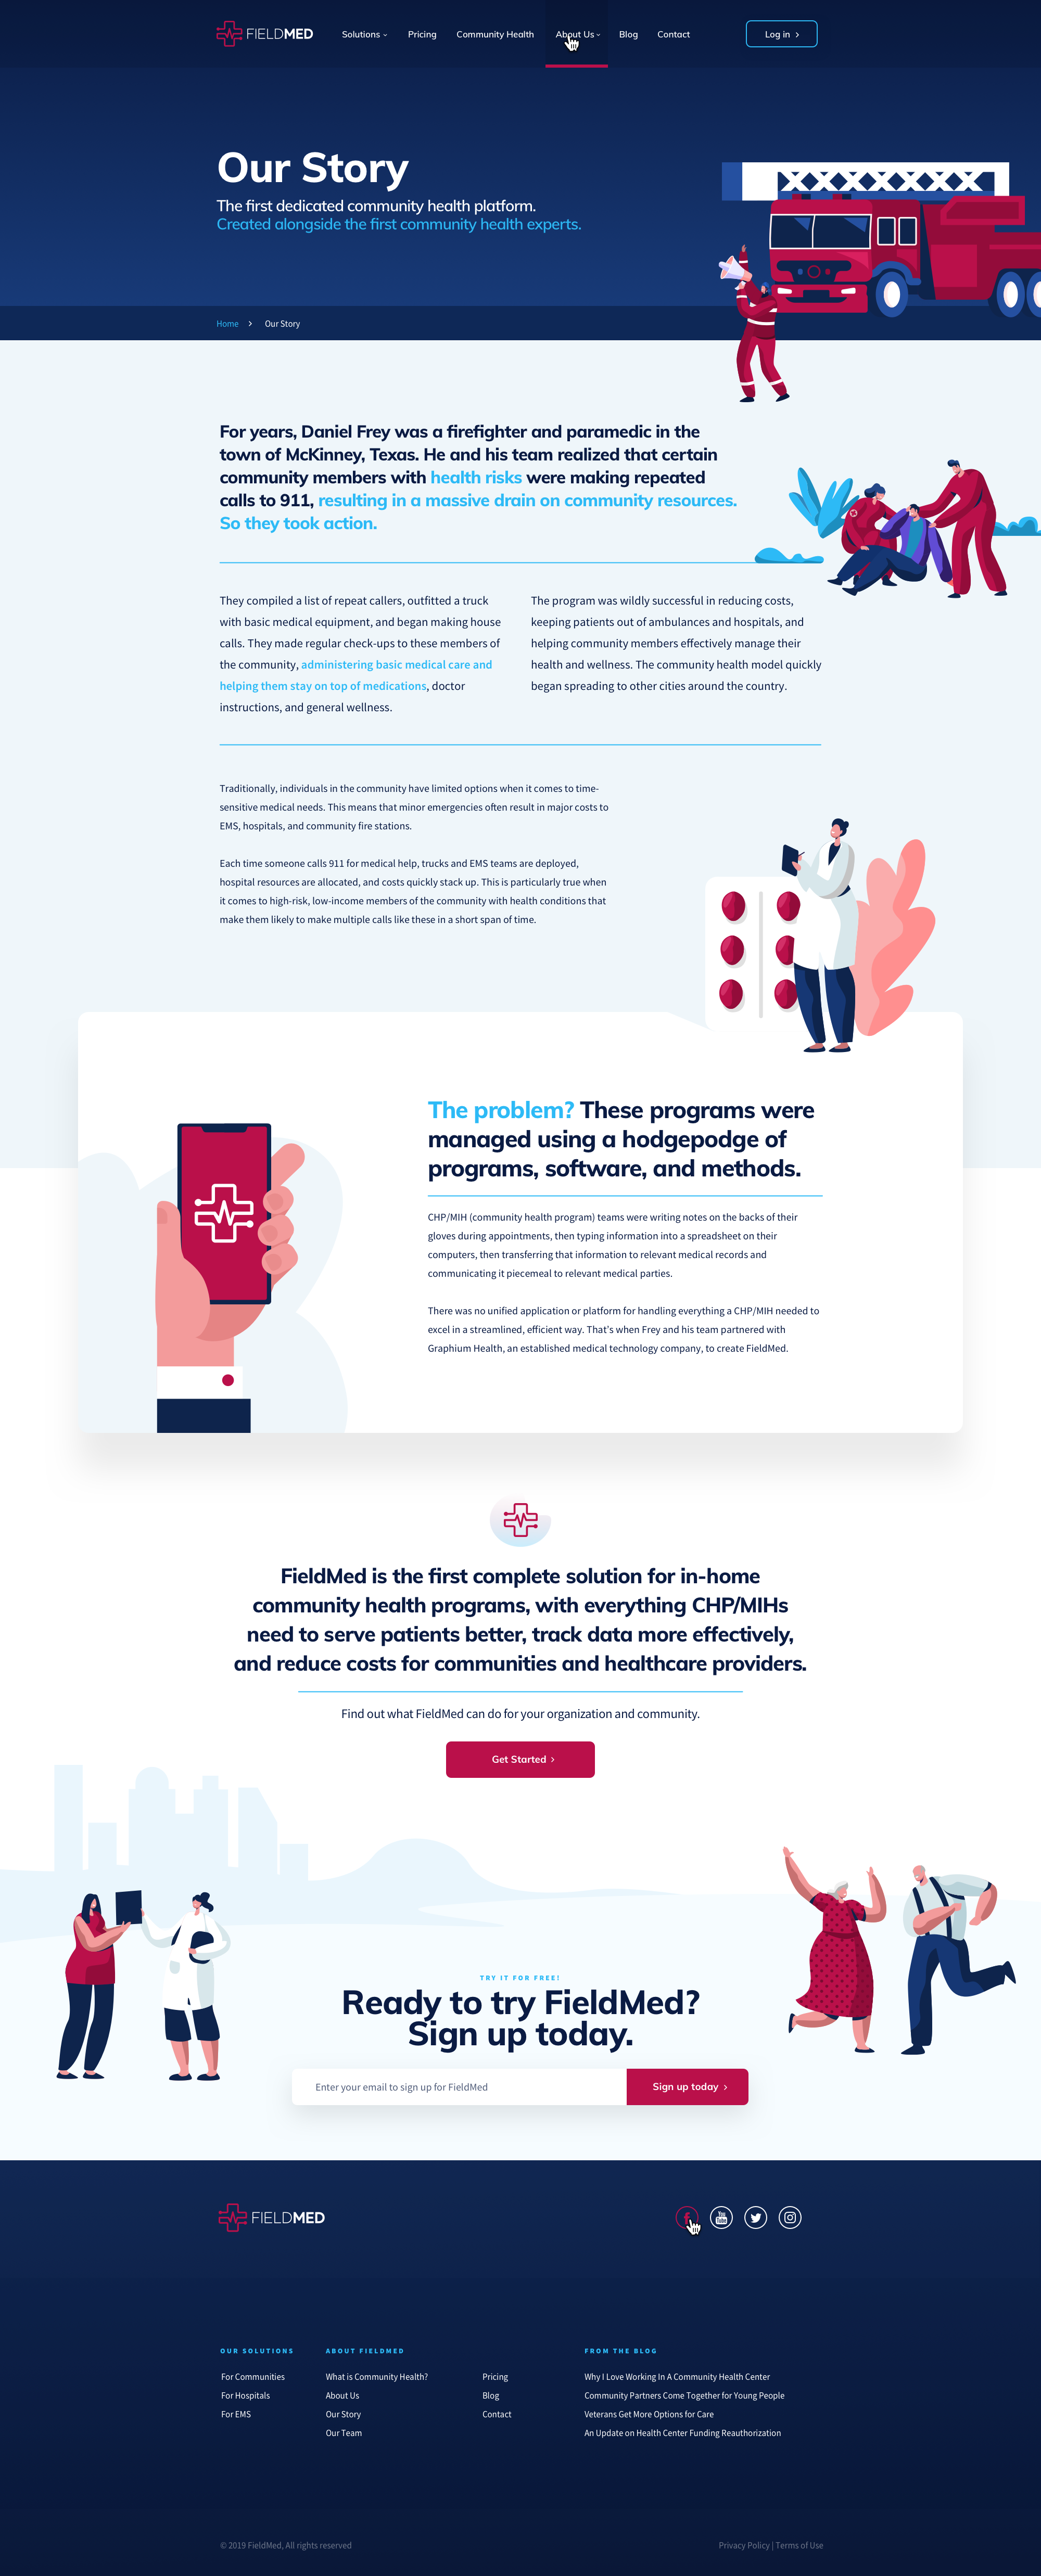 FIELDMED
Solutions
Pricing
Community Health
About Us
Blog
Contact
Log in
Our Story
The first dedicated community health platform.
Created alongside the first community health experts.
Home
Our Story
For years, Daniel Frey was a firefighter and paramedic in the
town of McKinney, Texas. He and his team realized that certain
community members with health risks were making repeated
calls to 911, resulting in a massive drain on community resources.
So they took action.
They compiled a list of repeat callers, outfitted a truck
with basic medical equipment, and began making house
calls. They made regular check-ups to these members of
the community, administering basic medical care and
helping them stay on top of medications, doctor
instructions, and general wellness.
The program was wildly successful in reducing costs,
keeping patients out of ambulances and hospitals, and
helping community members effectively manage their
health and wellness. The community health model quickly
began spreading to other cities around the country.
Traditionally, individuals in the community have limited options when it comes to time-
sensitive medical needs. This means that minor emergencies often result in major costs to
EMS, hospitals, and community fire stations.
Each time someone calls 911 for medical help, trucks and EMS teams are deployed,
hospital resources are allocated, and costs quickly stack up. This is particularly true when
it comes to high-risk, low-income members of the community with health conditions that
make them likely to make multiple calls like these in a short span of time.
The problem? These programs were
managed using a hodgepodge of
programs, software, and methods.
CHP/MIH (community health program) teams were writing notes on the backs of their
gloves during appointments, then typing information into a spreadsheet on their
computers, then transferring that information to relevant medical records and
communicating it piecemeal to relevant medical parties.
There was no unified application or platform for handling everything a CHP/MIH needed to
excel in a streamlined, efficient way. That's when Frey and his team partnered with
Graphium Health, an established medical technology company, to create FieldMed.
FieldMed is the first complete solution for in-home
community health programs, with everything CHP/MIHs
need to serve patients better, track data more effectively,
and reduce costs for communities and healthcare providers.
Find out what FieldMed can do for your organization and community.
Get Started
TRY IT FOR FREE!
Ready to try FieldMed?
Sign up today.
Enter your email to sign up for FieldMed
Sign up today
FIELDMED
You Tube
OUR SOLUTIONS
For Communities
For Hospitals
For EMS
ABOUT FIELDMED
What is Community Health?
About Us
Our Story
Our Team
Pricing
Blog
Contact
FROM THE BLOG
Why I Love Working In A Community Health Center
Community Partners Come Together for Young People
Veterans Get More Options for Care
An Update on Health Center Funding Reauthorization
© 2019 FieldMed, All rights reserved
Privacy Policy | Terms of Use